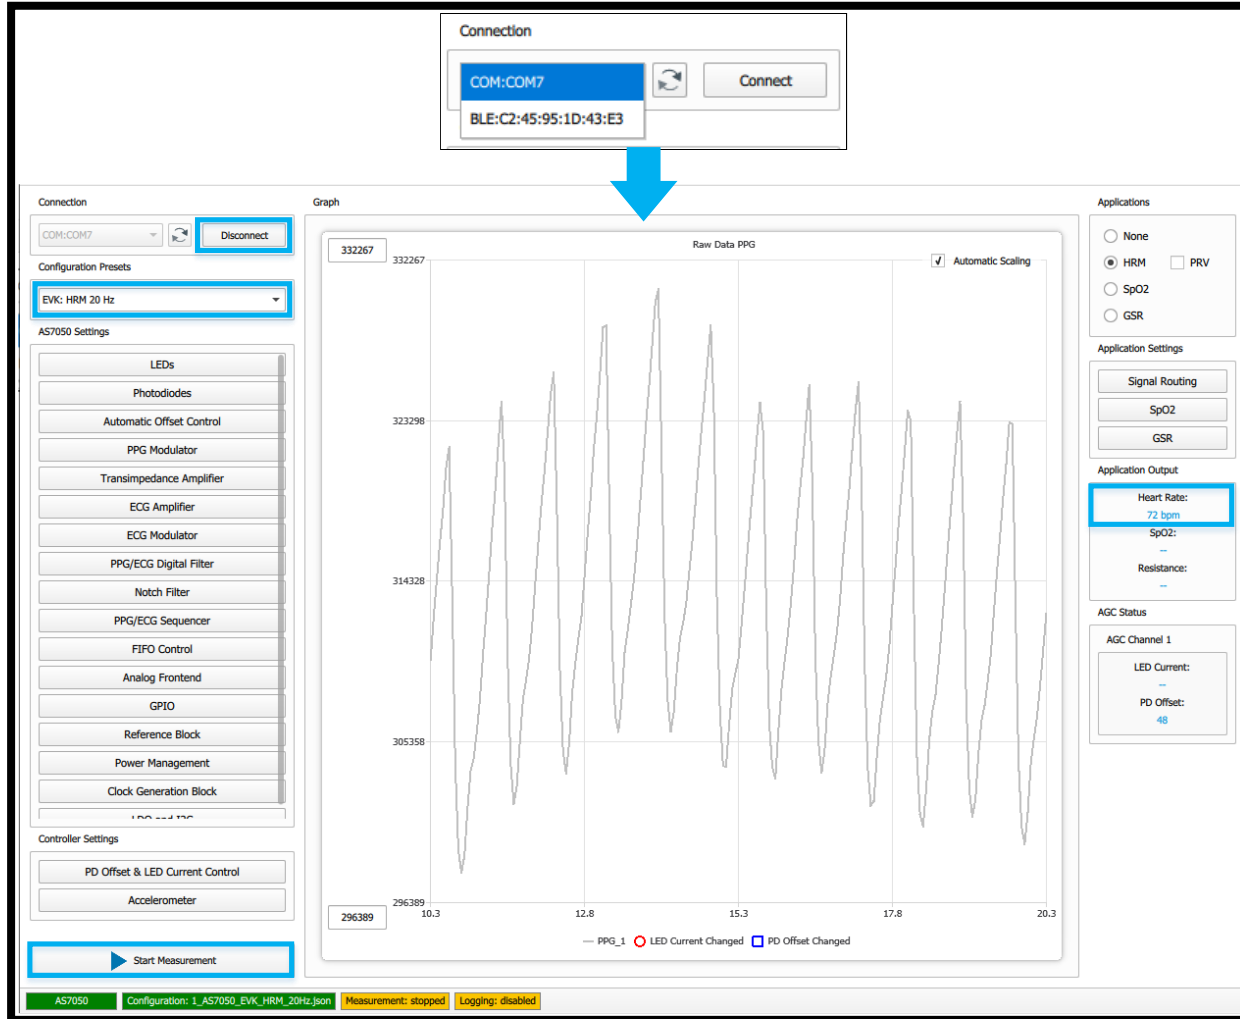 Connection
COM:COM7
Connect
BLE:C2:45:95:1D:43:E3
Connection
COM:COM7
Disconnect
Configuration Presets
EVK: HRM 20 Hz
AS7050 Settings
LEDs
Photodiodes
Automatic Offset Control
PPG Modulator
Transimpedance Amplifier
ECG Amplifier
ECG Modulator
PPG/ECG Digital Filter
Notch Filter
PPG/ECG Sequencer
FIFO Control
Analog Frontend
GPIO
Reference Block
Power Management
Clock Generation Block
LDO and I2C
Controller Settings
PD Offset & LED Current Control
Accelerometer
Start Measurement
Graph
332267
Raw Data PPG
332267
Automatic Scaling
323298
314328
305358
296389
296389
10.3 12.8 15.3 17.8 20.3
PPG_1 LED Current Changed PD Offset Changed
Applications
None
HRM PRV
SpO2
GSR
Application Settings
Signal Routing
SpO2
GSR
Application Output
Heart Rate:
72 bpm
SpO2:
--
Resistance:
--
AGC Status
AGC Channel 1
LED Current:
--
PD Offset:
48
AS7050 Configuration: 1_AS7050_EVK_HRM_20Hz.json Measurement: stopped Logging: disabled